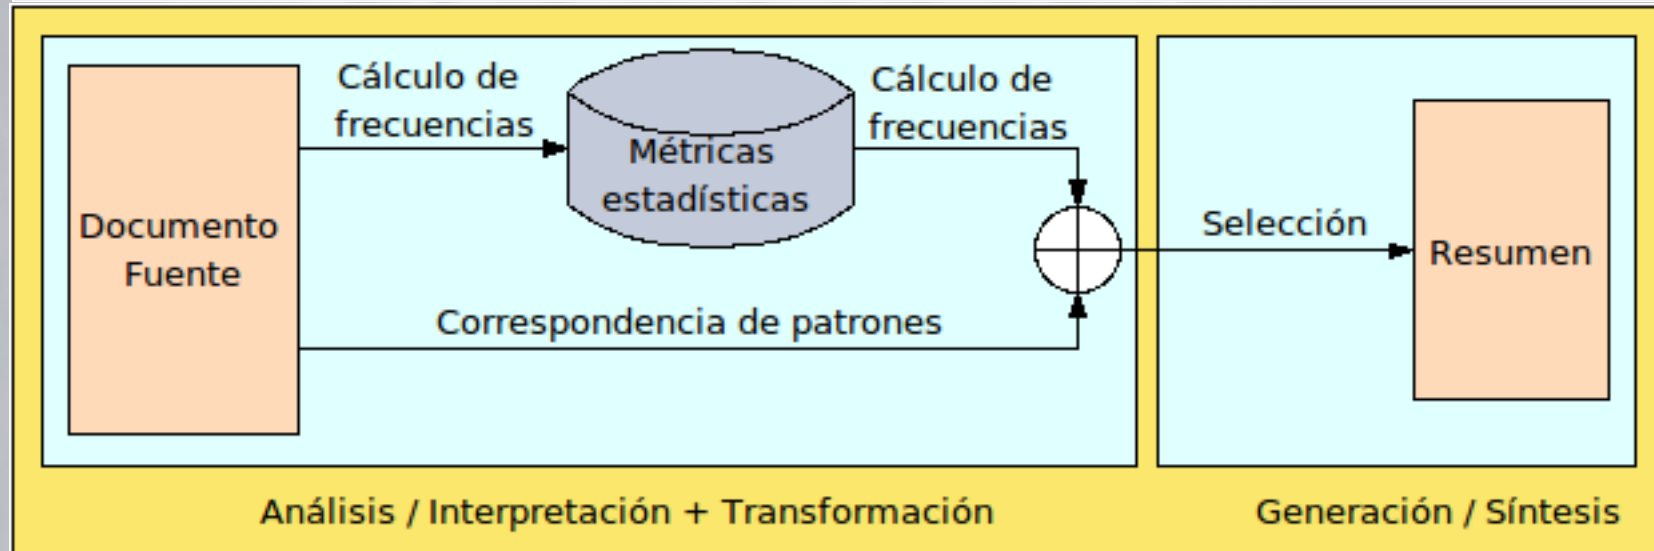 Documento
Fuente
Cálculo de
frecuencias
Métricas
estadísticas
Cálculo de
frecuencias
Correspondencia de patrones
Selección
Resumen
Análisis / Interpretación + Transformación
Generación / Síntesis